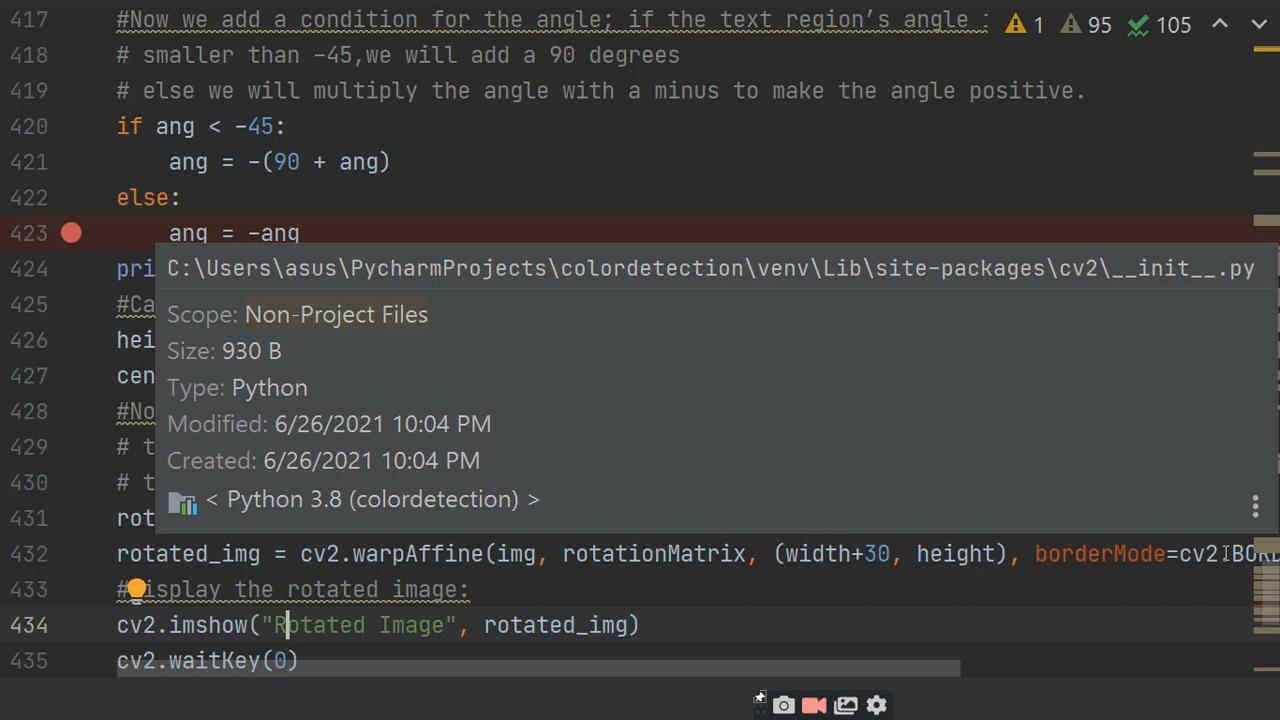 417 #Now we add a condition for the angle; if the text region's angle i 1 95 105
418 # smaller than -45,we will add a 90 degrees
419 # else we will multiply the angle with a minus to make the angle positive.
420 if ang < -45:
421 ang = -(90 + ang)
422 else:
423 ang = -ang
424 pri
C:\Users\asus\PycharmProjects\colordetection\venv\Lib\site-packages\cv2\__init__.py
425 #Ca
Scope: Non-Project Files
426 hei
Size: 930 B
427 cen
Type: Python
428 #No
Modified: 6/26/2021 10:04 PM
429 # t
Created: 6/26/2021 10:04 PM
430 # t
< Python 3.8 (colordetection) >
431 rot
432 rotated_img = cv2.warpAffine(img, rotationMatrix, (width+30, height), borderMode=cv2.BORD
433 #isplay the rotated image:
434 cv2.imshow("Rotated Image", rotated_img)
435 cv2.waitKey(0)